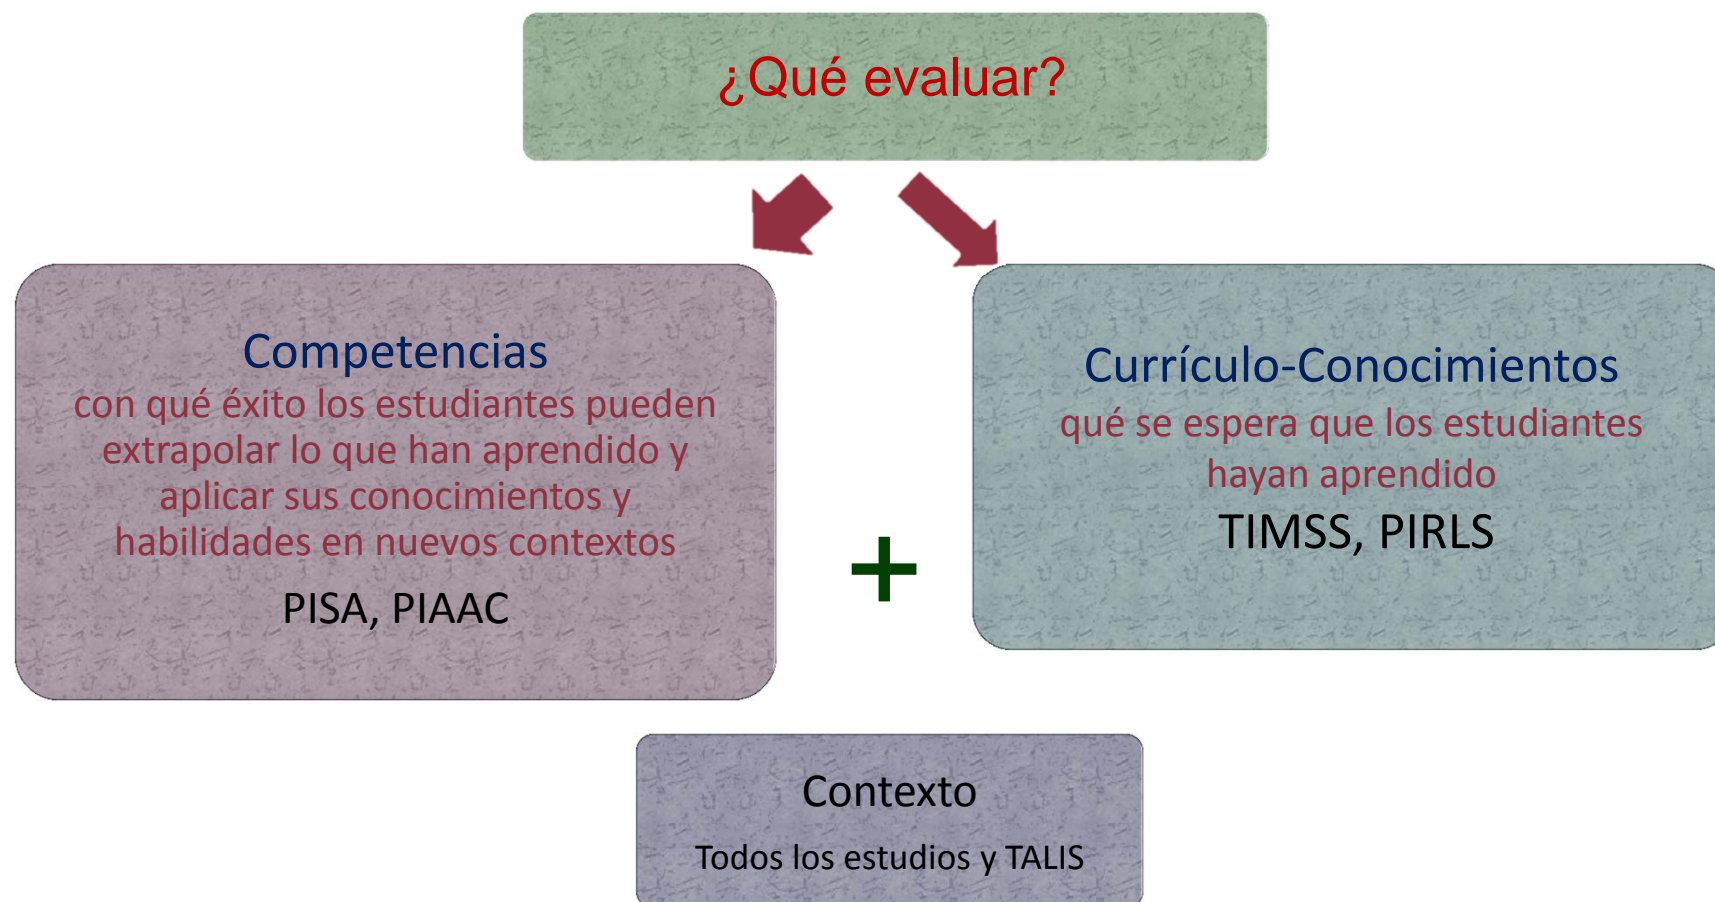 ¿Qué evaluar?
Competencias
con qué éxito los estudiantes pueden
extrapolar lo que han aprendido y
aplicar sus conocimientos y
habilidades en nuevos contextos
PISA, PIAAC
+
Currículo-Conocimientos
qué se espera que los estudiantes
hayan aprendido
TIMSS, PIRLS
Contexto
Todos los estudios y TALIS